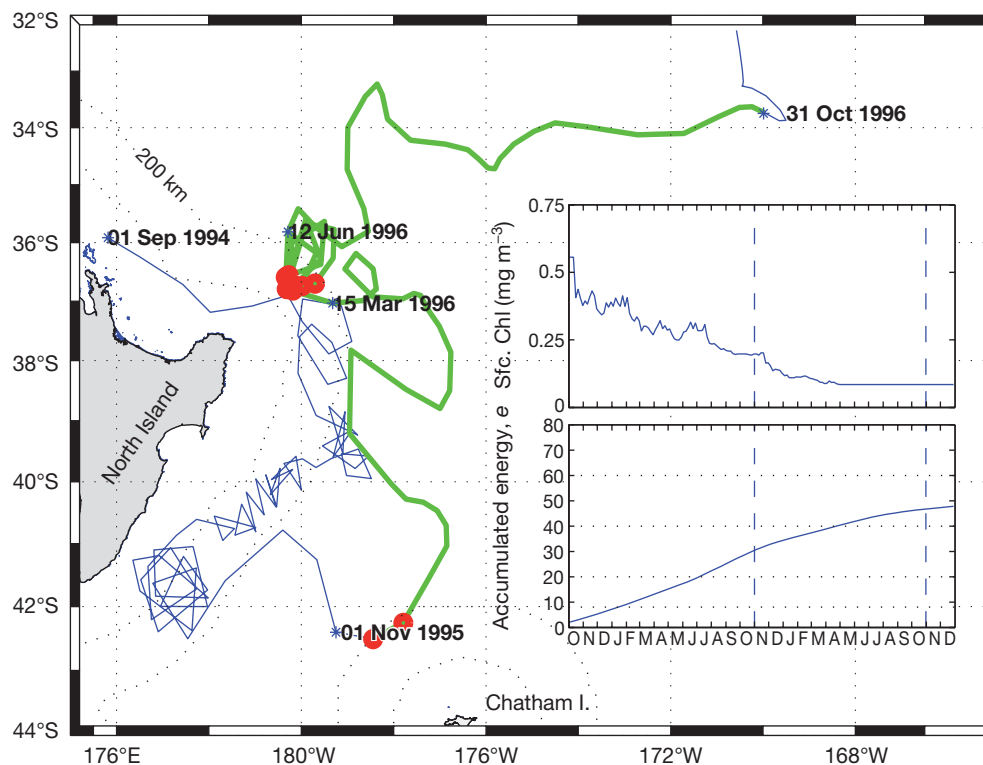 32°S
34°S
36°S
38°S
40°S
42°S
44°S
176°E
180°W
176°W
172°W
168°W
200 km
01 Sep 1994
12 Jun 1996
15 Mar 1996
31 Oct 1996
01 Nov 1995
North Island
Chatham I.
Sfc. Chl (mg m−3)
0.75
0.5
0.25
0
Accumulated energy, e
80
70
60
50
40
30
20
10
0
O N D J F M A M J J A S O N D J F M A M J J A S O N D